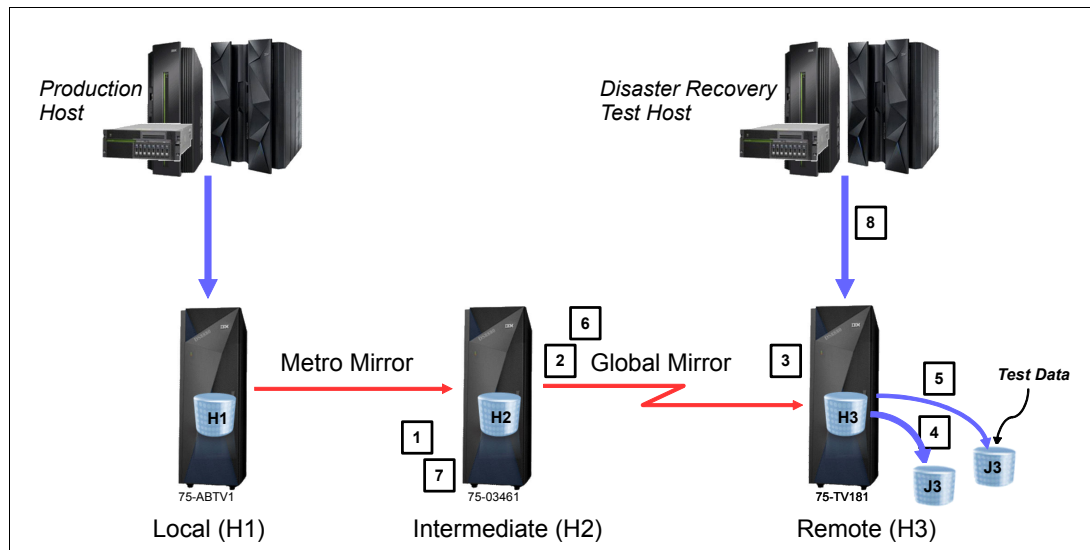 Production
Host
Disaster Recovery
Test Host
8
6
Metro Mirror
2
Global Mirror
3
5
Test Data
H1
H2
H3
4
1
J3
7
J3
75-ABTV1
75-03461
75-TV181
Local (H1)
Intermediate (H2)
Remote (H3)